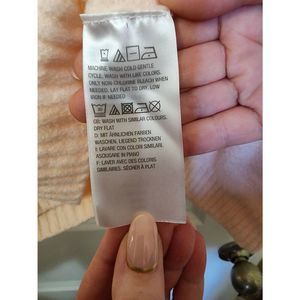 MACHINE WASH COLD GENTLE
CYCLE, WASH WITH LIKE COLORS.
ONLY NON-CHLORINE BLEACH WHEN
NEEDED. LAY FLAT TO DRY. LOW
IRON IF NEEDED
GB: WASH WITH SIMILAR COLOURS.
DRY FLAT
D: MIT ÄHNLICHEN FARBEN
WASCHEN. LIEGEND TROCKNEN
I: LAVARE CON COLORI SIMILARI.
ASCIUGARE IN PIANO
F: LAVER AVEC DES COLORIS
SIMILAIRES. SÉCHER À PLAT